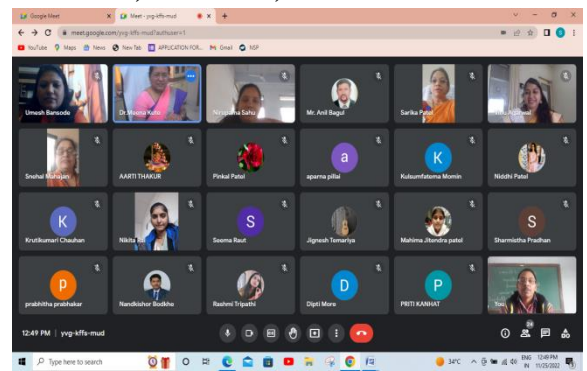 Google Meet
Meet - yvg-kffs-mud
meet.google.com/yvg-kffs-mud?authuser=1
YouTube Maps News New Tab APPLICATION FOR... Gmail NSP
Umesh Bansode Dr.Meena Kute Nirupama Sahu Mr. Anil Bagul Sarika Patel Agarwal
Snehal Mahajan AARTI THAKUR Pinkal Patel a aparna pillai K Kulsumfatema Momin Niddhi Patel
K Krutikumari Chauhan Nikita S Seema Raut Jignesh Tomariya Mahima Jitendra patel S Sharmistha Pradhan
p prabhitha prabhakar Nandkishor Bodkhe Rashmi Tripathi D Dipti More P PRITI KANHAT You
12:49 PM | yvg-kffs-mud 24
Type here to search 34°C ENG 12:49 PM
IN 11/25/2022